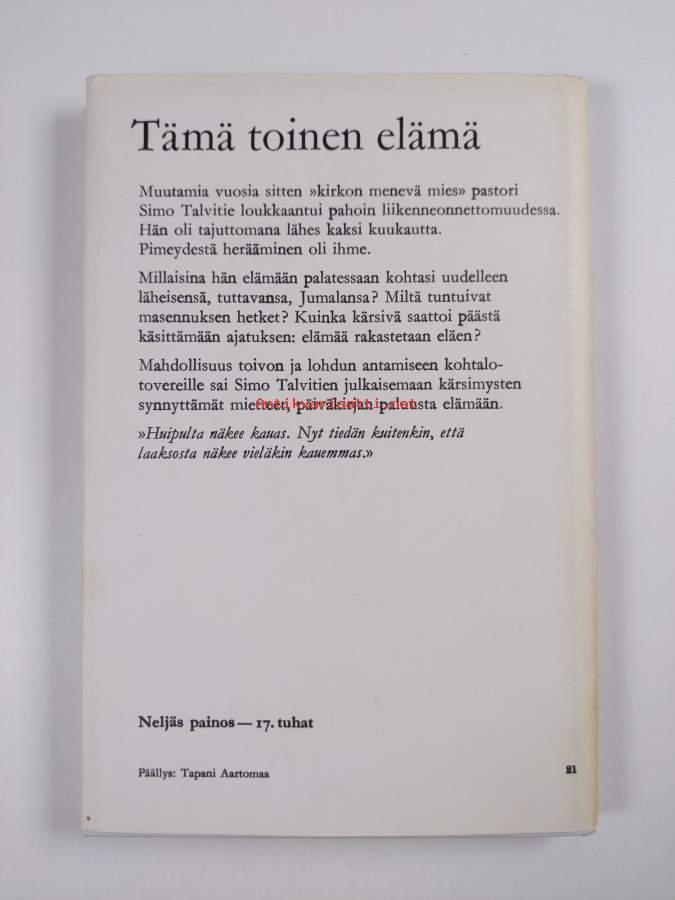 Tämä toinen elämä
Muutamia vuosia sitten »kirkon menevä mies» pastori
Simo Talvitie loukkaantui pahoin liikenneonnettomuudessa.
Hän oli tajuttomana lähes kaksi kuukautta.
Pimeydestä herääminen oli ihme.
Millaisina hän elämään palatessaan kohtasi uudelleen
läheisensä, tuttavansa, Jumalansa? Miltä tuntuivat
masennuksen hetket? Kuinka kärsivä saattoi päästä
käsittämään ajatuksen: elämää rakastetaan eläen?
Mahdollisuus toivon ja lohdun antamiseen kohtalo-
tovereille sai Simo Talvitien julkaisemaan kärsimysten
synnyttämät mietteet, päiväkirjan paluusta elämään.
Antikvariaatti.net
»Huipulta näkee kauas. Nyt tiedän kuitenkin, että
laaksosta näkee vieläkin kauemmas.»
Neljäs painos — 17. tuhat
Päällys: Tapani Aartomaa
21